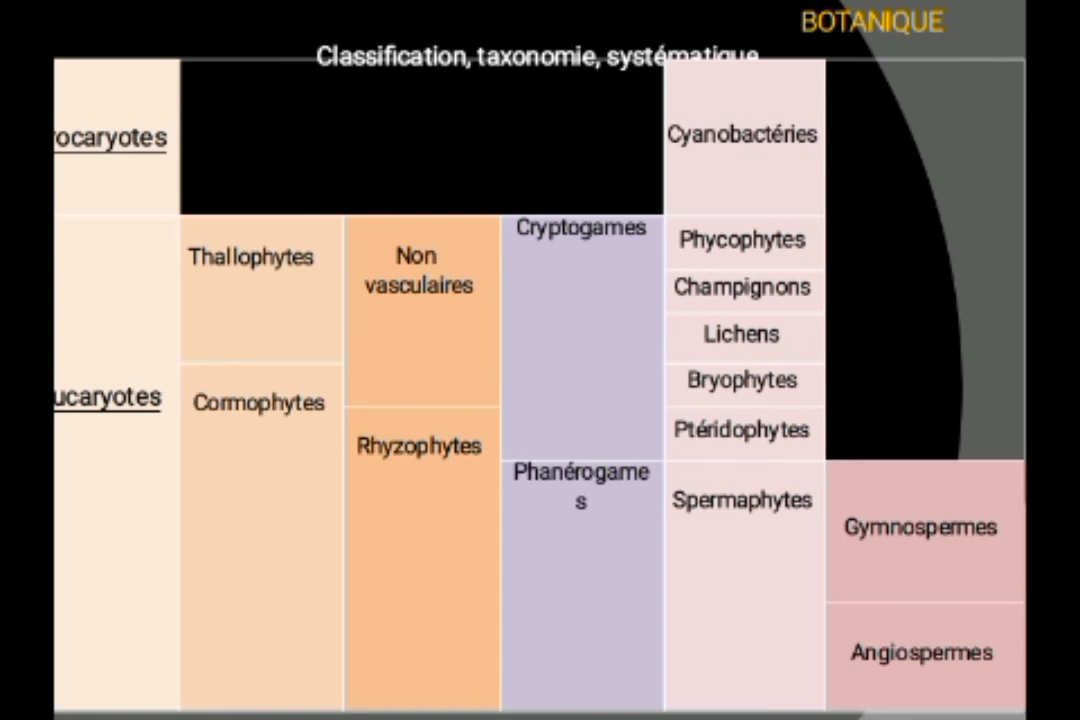 BOTANIQUE
Classification, taxonomie, systématique
rocaryotes
Cyanobactéries
Thallophytes
Non
vasculaires
Cryptogames
Phycophytes
Champignons
Lichens
ucaryotes
Cormophytes
Bryophytes
Rhyzophytes
Ptéridophytes
Phanérogame
s
Spermaphytes
Gymnospermes
Angiospermes